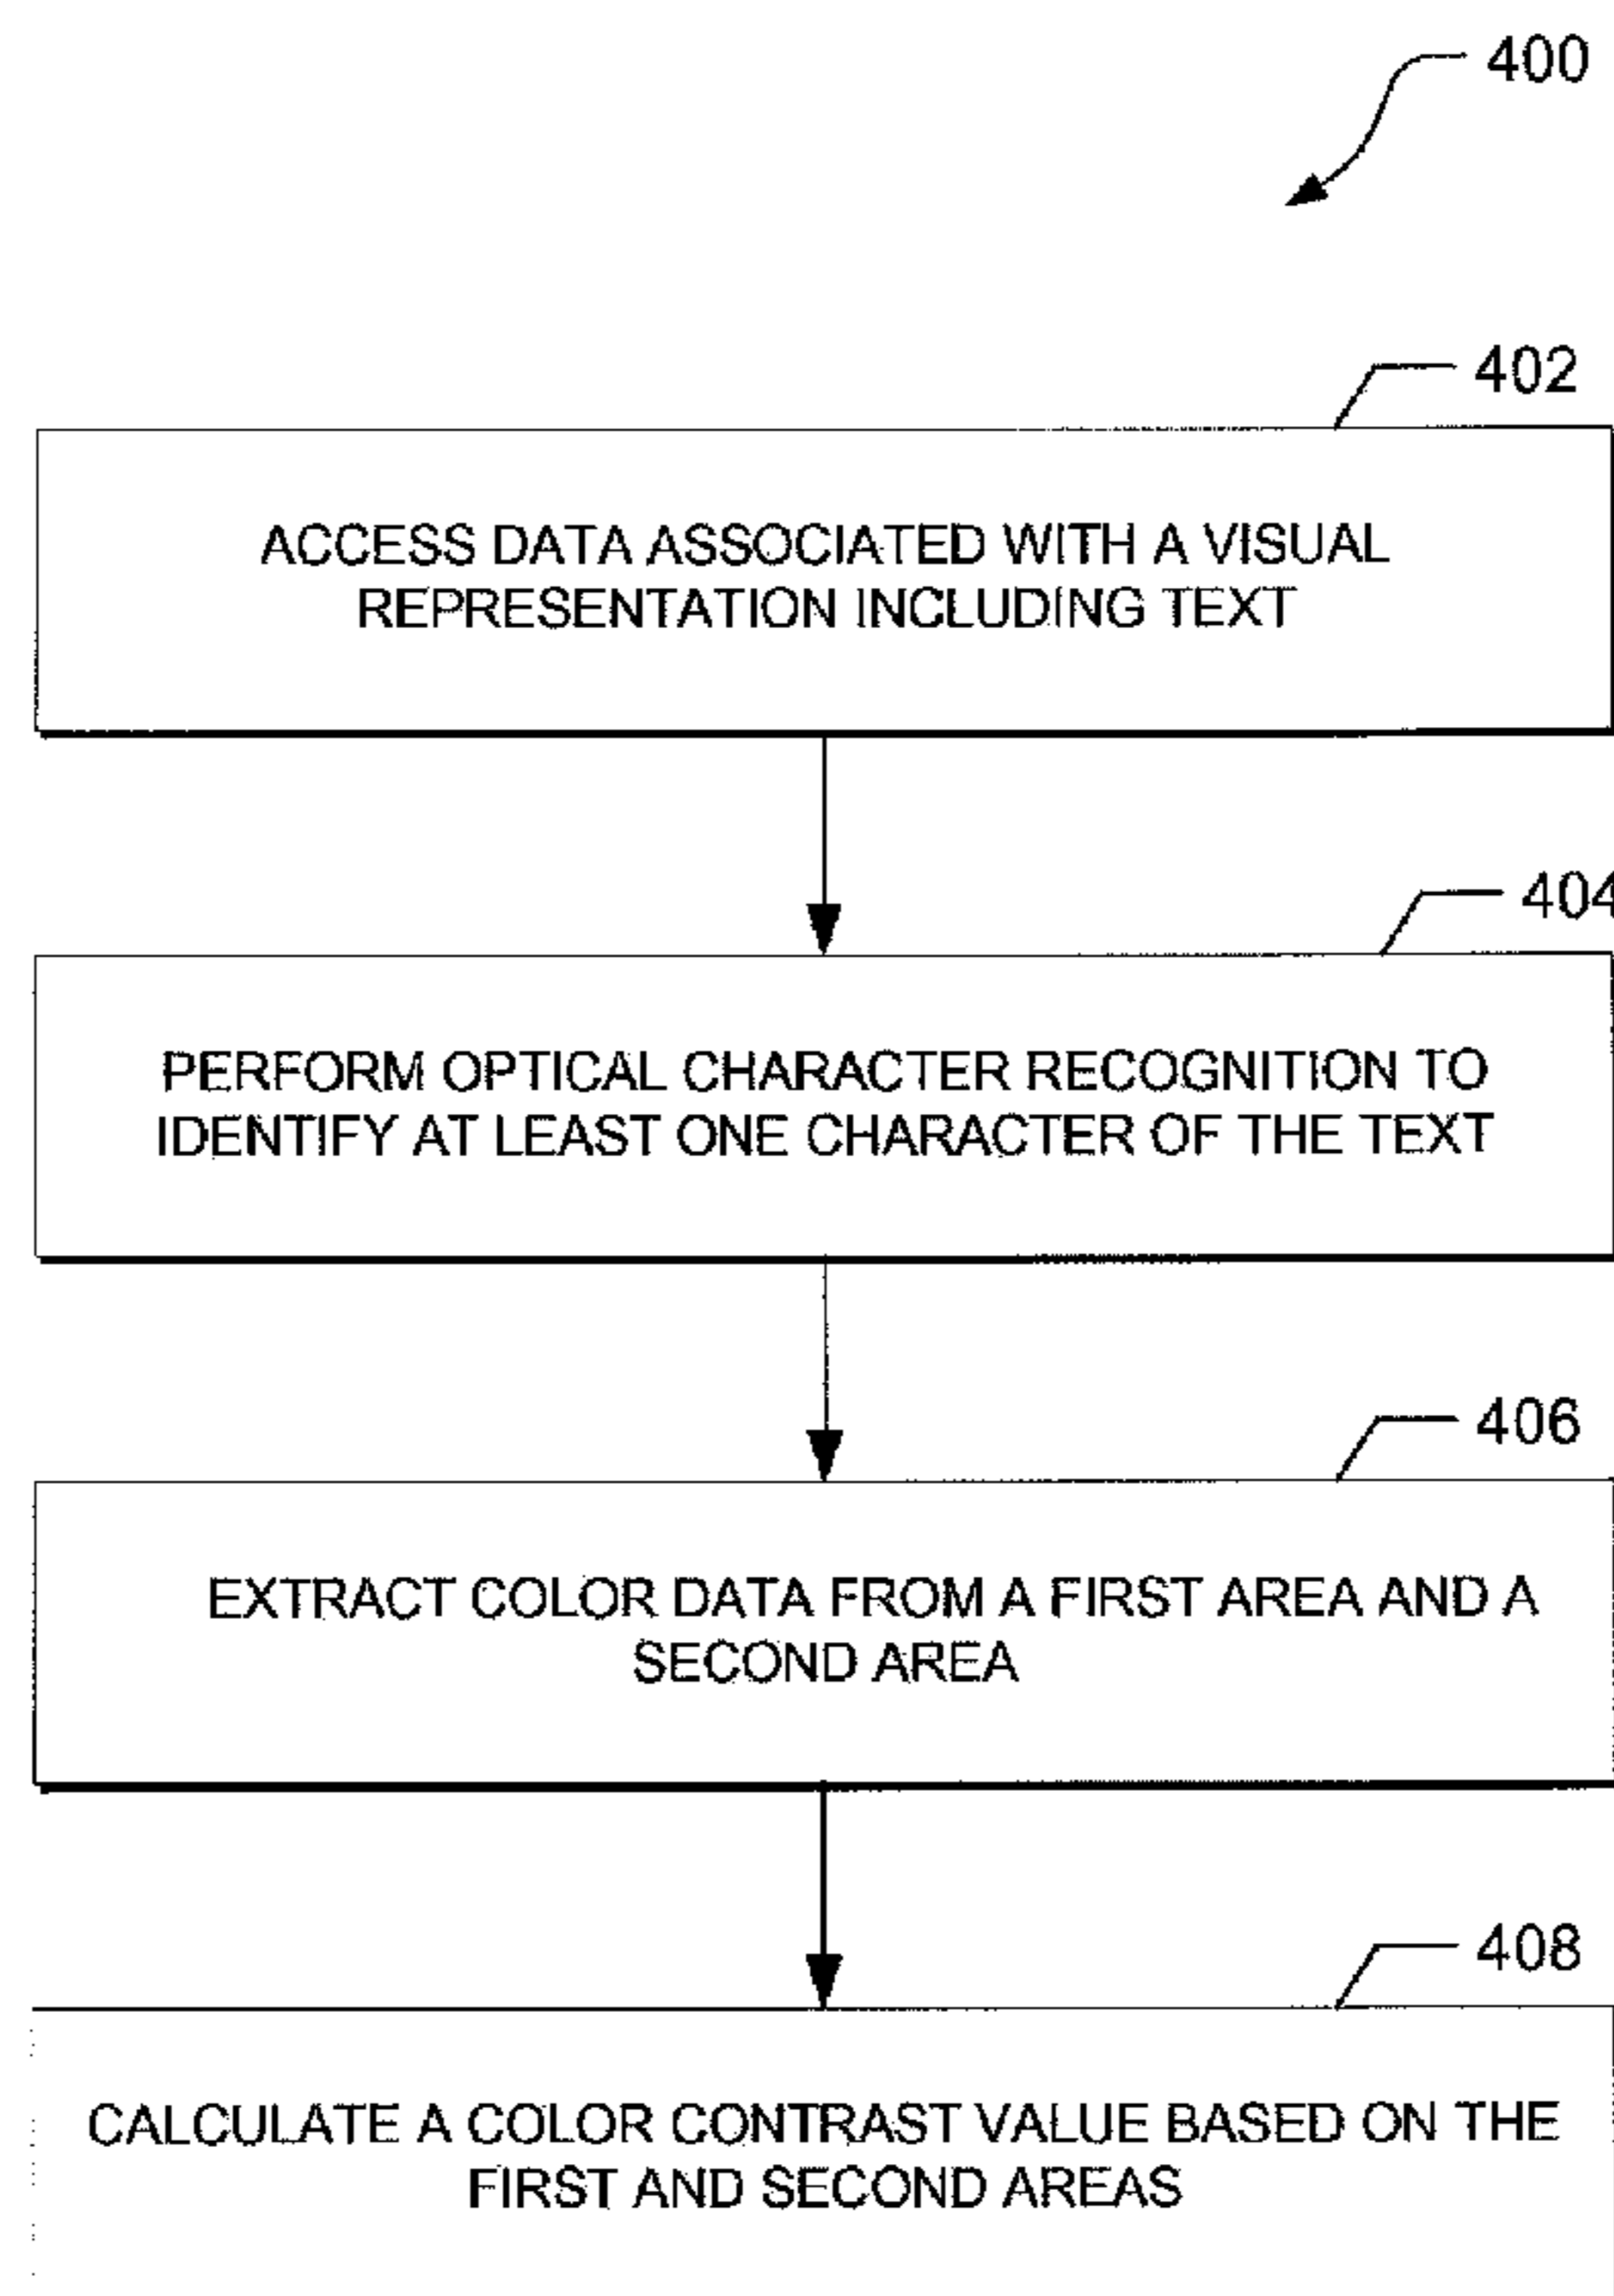 400
402
ACCESS DATA ASSOCIATED WITH A VISUAL
REPRESENTATION INCLUDING TEXT
404
PERFORM OPTICAL CHARACTER RECOGNITION TO
IDENTIFY AT LEAST ONE CHARACTER OF THE TEXT
406
EXTRACT COLOR DATA FROM A FIRST AREA AND A
SECOND AREA
408
CALCULATE A COLOR CONTRAST VALUE BASED ON THE
FIRST AND SECOND AREAS